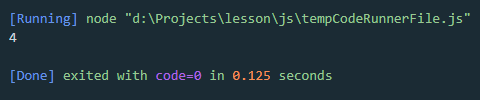 [Running] node "d:\Projects\lesson\js\tempCodeRunnerFile.js"
4
[Done] exited with code=0 in 0.125 seconds